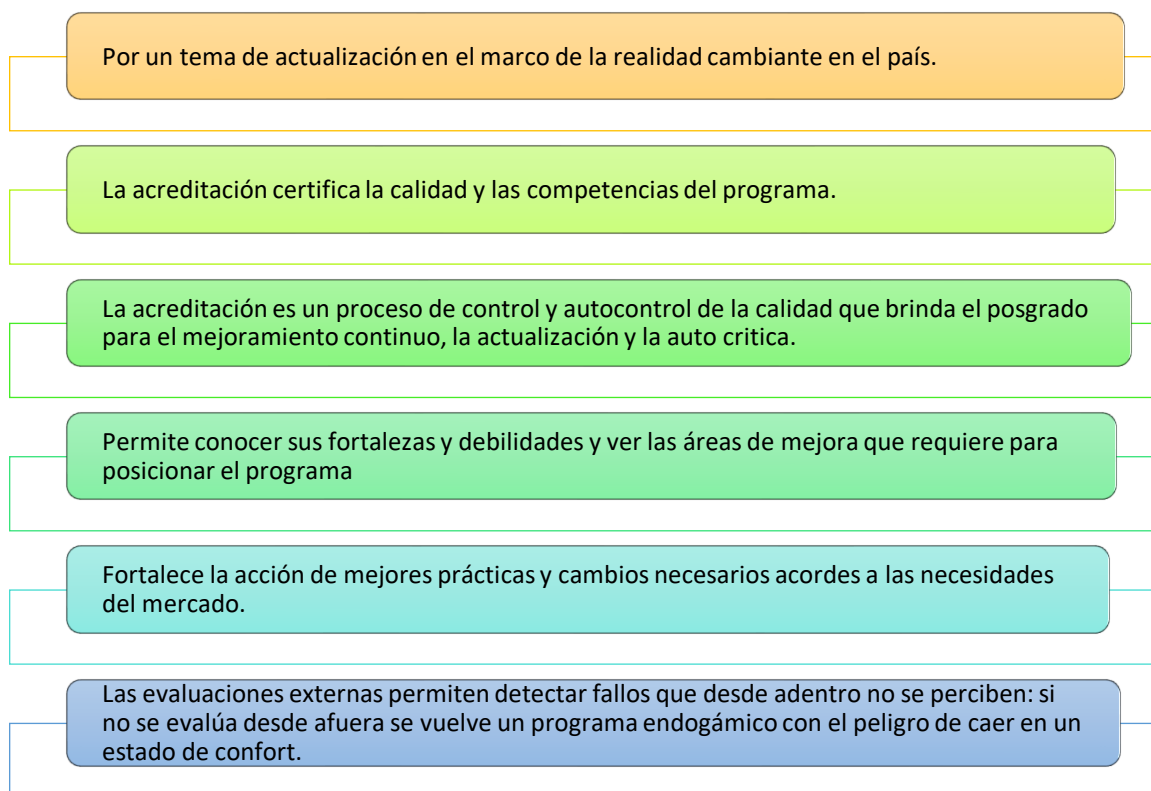 Por un tema de actualización en el marco de la realidad cambiante en el país.
La acreditación certifica la calidad y las competencias del programa.
La acreditación es un proceso de control y autocontrol de la calidad que brinda el posgrado
para el mejoramiento continuo, la actualización y la auto critica.
Permite conocer sus fortalezas y debilidades y ver las áreas de mejora que requiere para
posicionar el programa
Fortalece la acción de mejores prácticas y cambios necesarios acordes a las necesidades
del mercado.
Las evaluaciones externas permiten detectar fallos que desde adentro no se perciben: si
no se evalúa desde afuera se vuelve un programa endogámico con el peligro de caer en un
estado de confort.